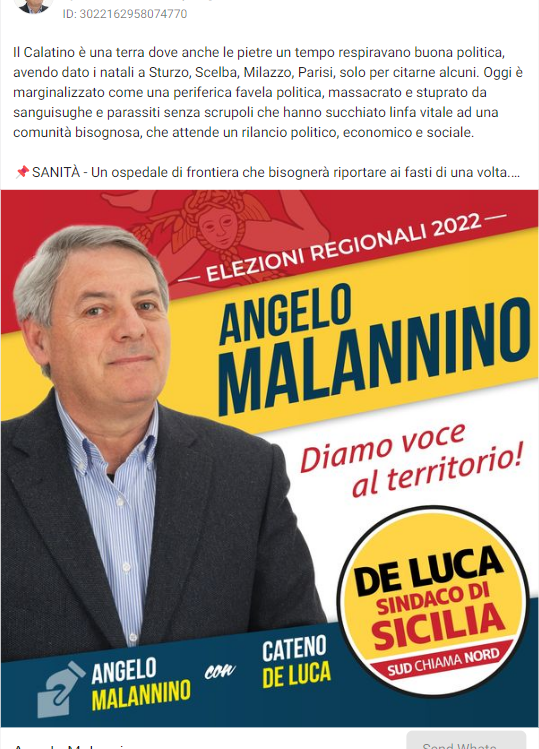 ID: 3022162958074770
Il Calatino è una terra dove anche le pietre un tempo respiravano buona politica,
avendo dato i natali a Sturzo, Scelba, Milazzo, Parisi, solo per citarne alcuni. Oggi è
marginalizzato come una periferica favela politica, massacrato e stuprato da
sanguisughe e parassiti senza scrupoli che hanno succhiato linfa vitale ad una
comunità bisognosa, che attende un rilancio politico, economico e sociale.
📌SANITÀ - Un ospedale di frontiera che bisognerà riportare ai fasti di una volta....
— ELEZIONI REGIONALI 2022 —
ANGELO
MALANNINO
Diamo voce
al territorio!
DE LUCA
SINDACO DI
SICILIA
SUD CHIAMA NORD
ANGELO
MALANNINO
con
CATENO
DE LUCA